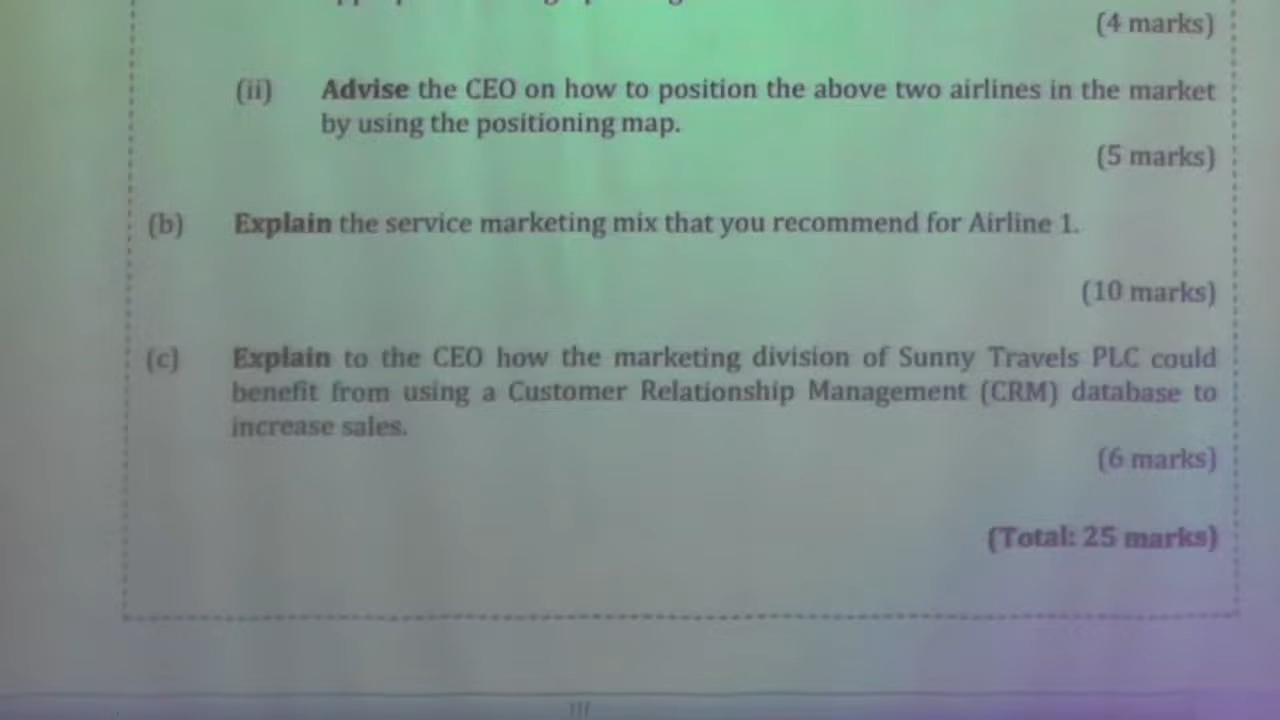 (4 marks)
(ii) Advise the CEO on how to position the above two airlines in the market
by using the positioning map.
(5 marks)
(b) Explain the service marketing mix that you recommend for Airline 1.
(10 marks)
(c) Explain to the CEO how the marketing division of Sunny Travels PLC could
benefit from using a Customer Relationship Management (CRM) database to
increase sales.
(6 marks)
(Total: 25 marks)